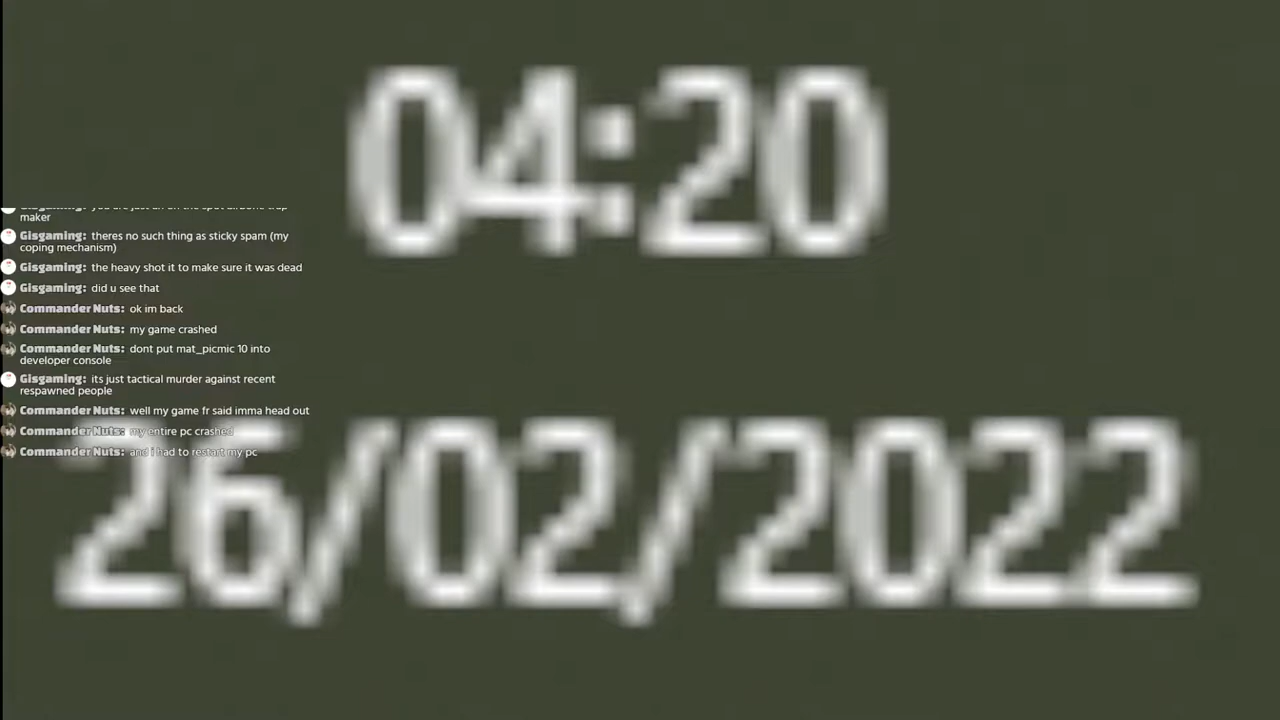 04:20
maker
Gisgaming: theres no such thing as sticky spam (my
coping mechanism)
Gisgaming: the heavy shot it to make sure it was dead
Gisgaming: did u see that
Commander Nuts: ok im back
Commander Nuts: my game crashed
Commander Nuts: dont put mat_picmic 10 into
developer console
Gisgaming: its just tactical murder against recent
respawned people
Commander Nuts: well my game fr said imma head out
Commander Nuts: my entire pc crashed
Commander Nuts: and i had to restart my pc
26/02/2022